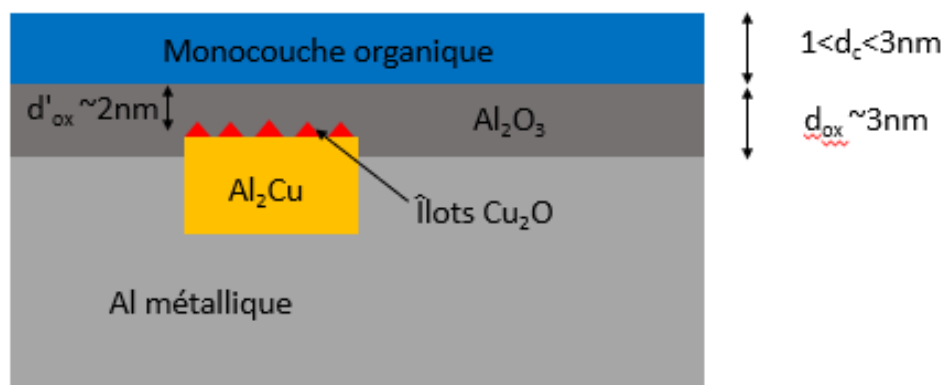 Monocouche organique
1<dc<3nm
d'ox ~2nm
Al2O3
dox ~3nm
Al2Cu
Îlots Cu2O
Al métallique